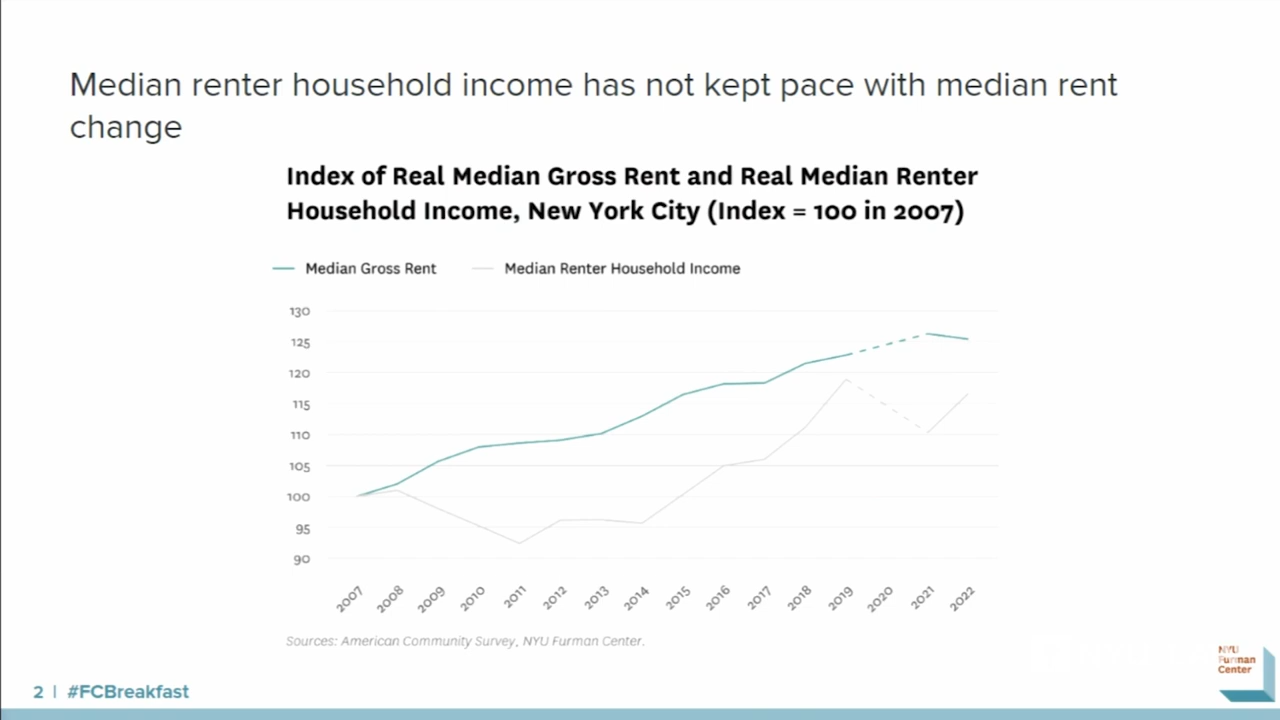 Median renter household income has not kept pace with median rent
change
Index of Real Median Gross Rent and Real Median Renter
Household Income, New York City (Index = 100 in 2007)
Median Gross Rent
Median Renter Household Income
130
125
120
115
110
105
100
95
90
2007
2008
2009
2010
2011
2012
2013
2014
2015
2016
2017
2018
2019
2020
2021
2022
Sources: American Community Survey, NYU Furman Center.
NYU
Furman
Center
2 | #FCBreakfast